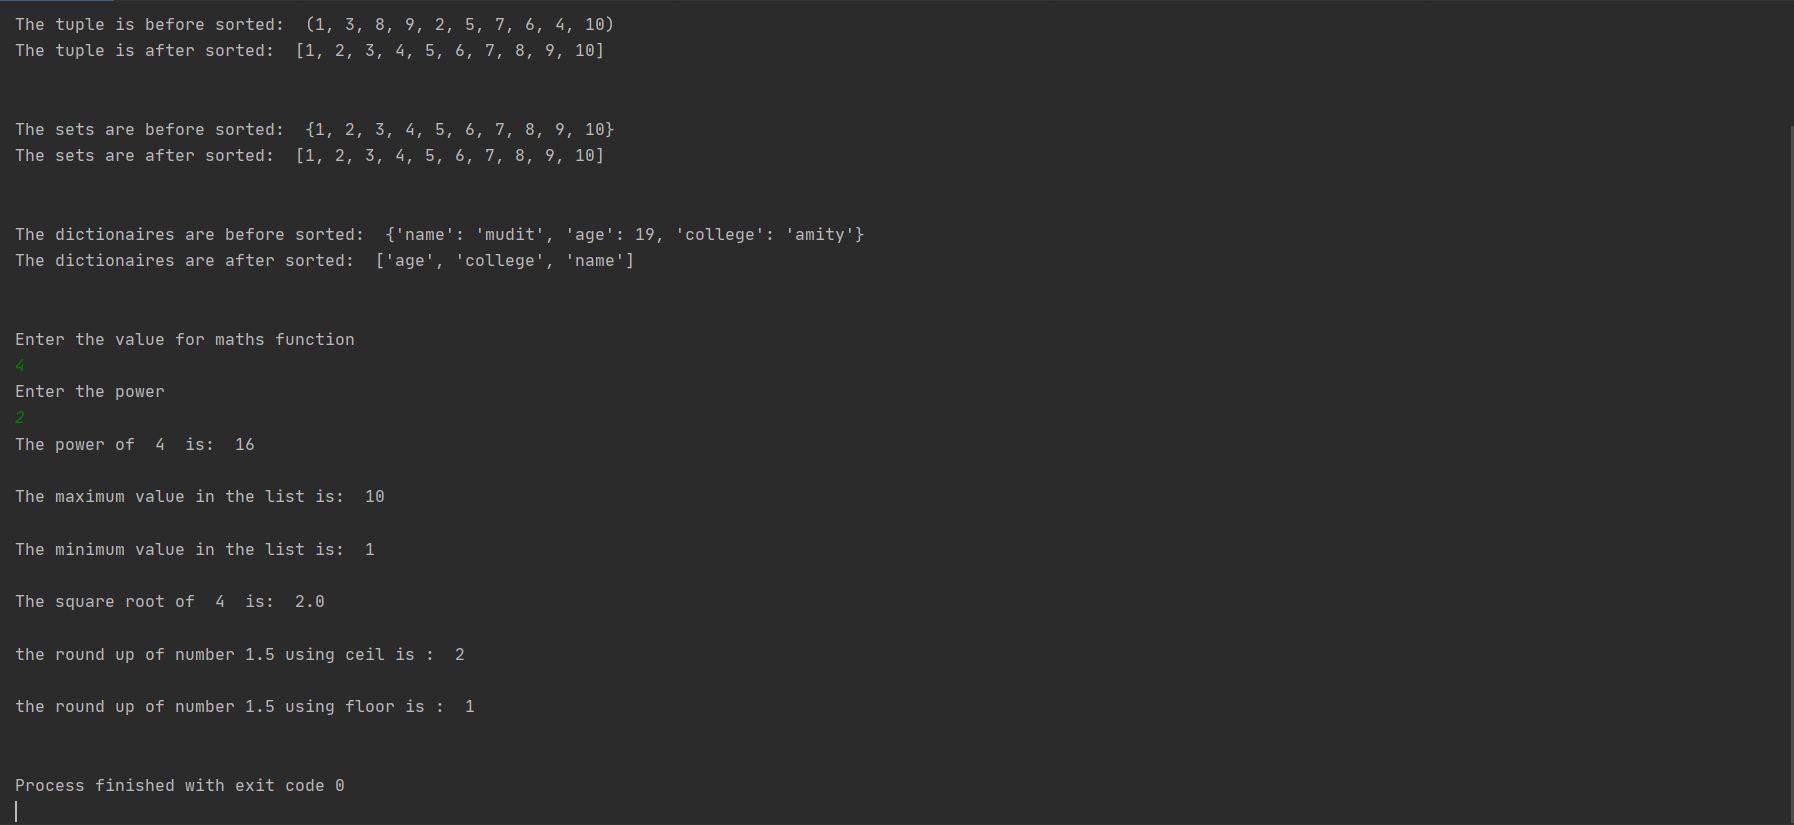 The tuple is before sorted:  (1, 3, 8, 9, 2, 5, 7, 6, 4, 10)
The tuple is after sorted:  [1, 2, 3, 4, 5, 6, 7, 8, 9, 10]
The sets are before sorted:  {1, 2, 3, 4, 5, 6, 7, 8, 9, 10}
The sets are after sorted:  [1, 2, 3, 4, 5, 6, 7, 8, 9, 10]
The dictionaires are before sorted:  {'name': 'mudit', 'age': 19, 'college': 'amity'}
The dictionaires are after sorted:  ['age', 'college', 'name']
Enter the value for maths function
4
Enter the power
2
The power of  4  is:  16
The maximum value in the list is:  10
The minimum value in the list is:  1
The square root of  4  is:  2.0
the round up of number 1.5 using ceil is :  2
the round up of number 1.5 using floor is :  1
Process finished with exit code 0